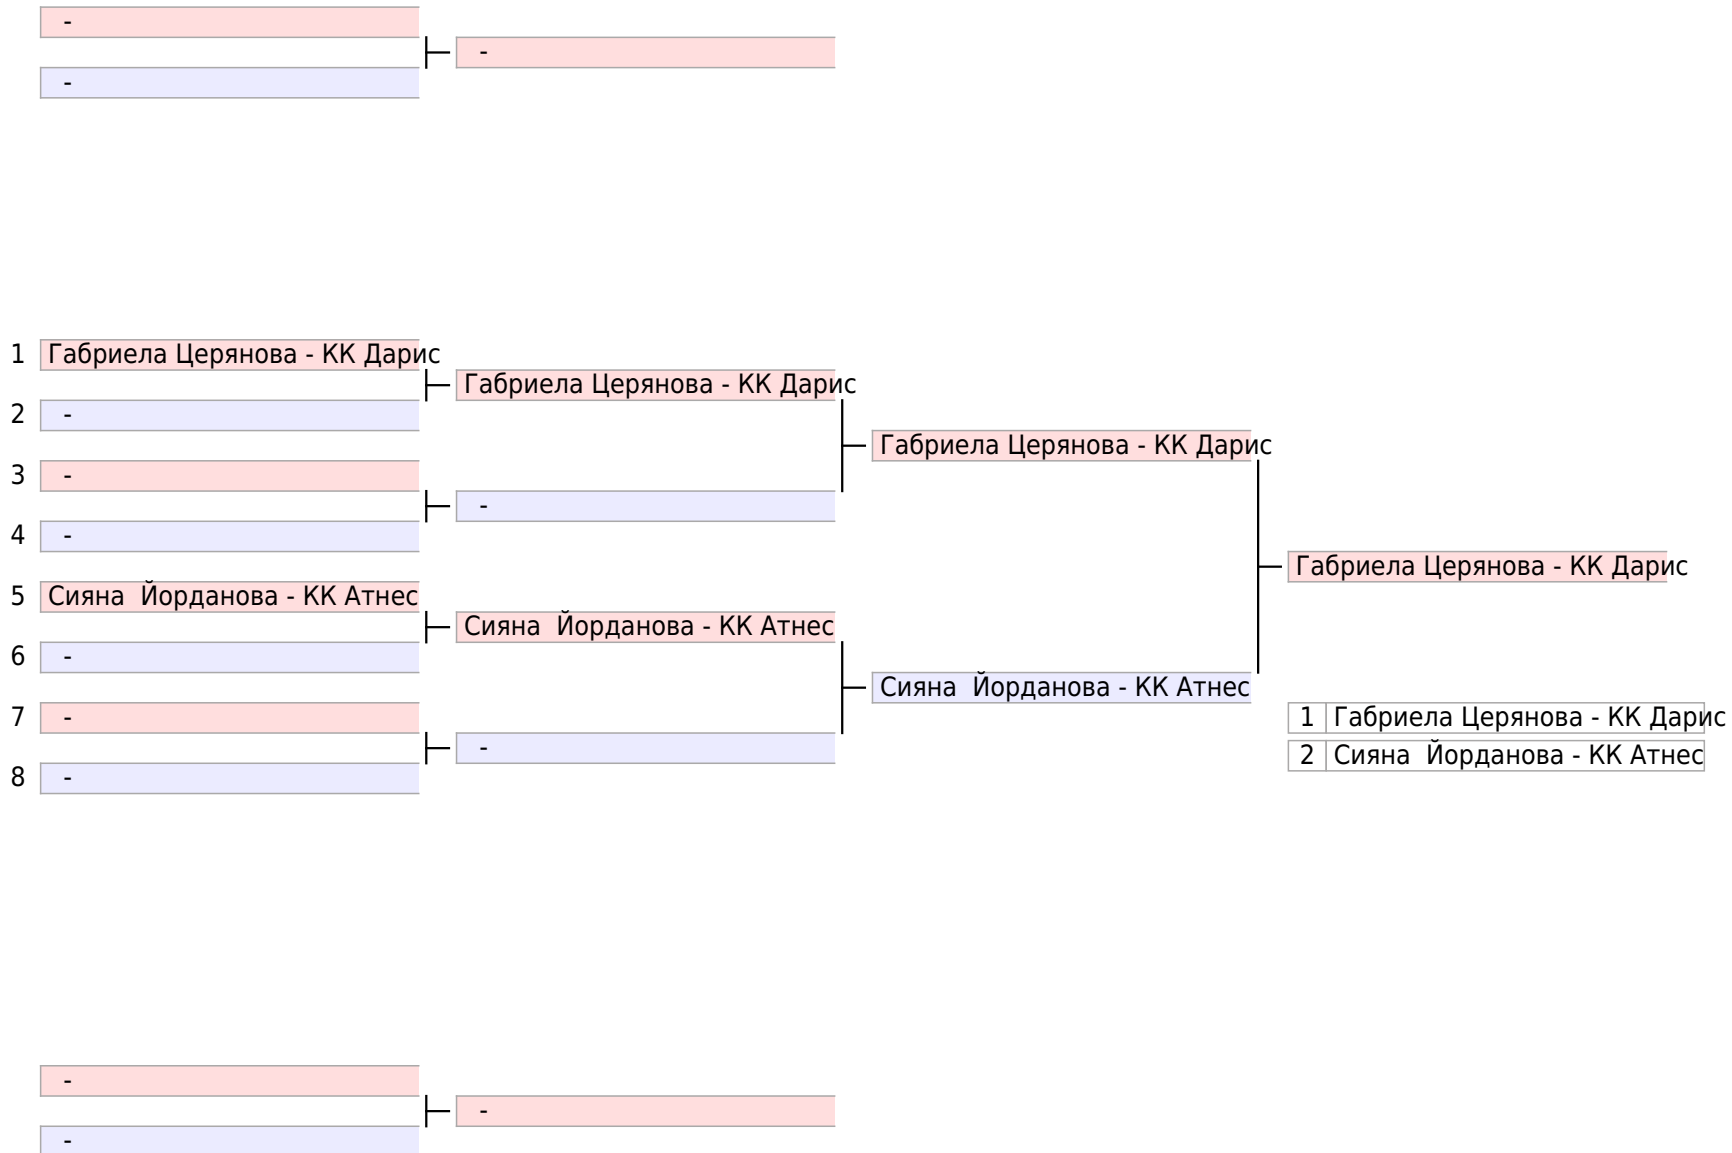 -
-
-
1 Габриела Церянова - КК Дарис
Габриела Церянова - КК Дарис
2 -
Габриела Церянова - КК Дарис
3 -
-
4 -
Габриела Церянова - КК Дарис
5 Сияна  Йорданова - КК Атнес
Сияна  Йорданова - КК Атнес
6 -
Сияна  Йорданова - КК Атнес
7 -
1 Габриела Церянова - КК Дарис
-
2 Сияна  Йорданова - КК Атнес
8 -
-
-
-